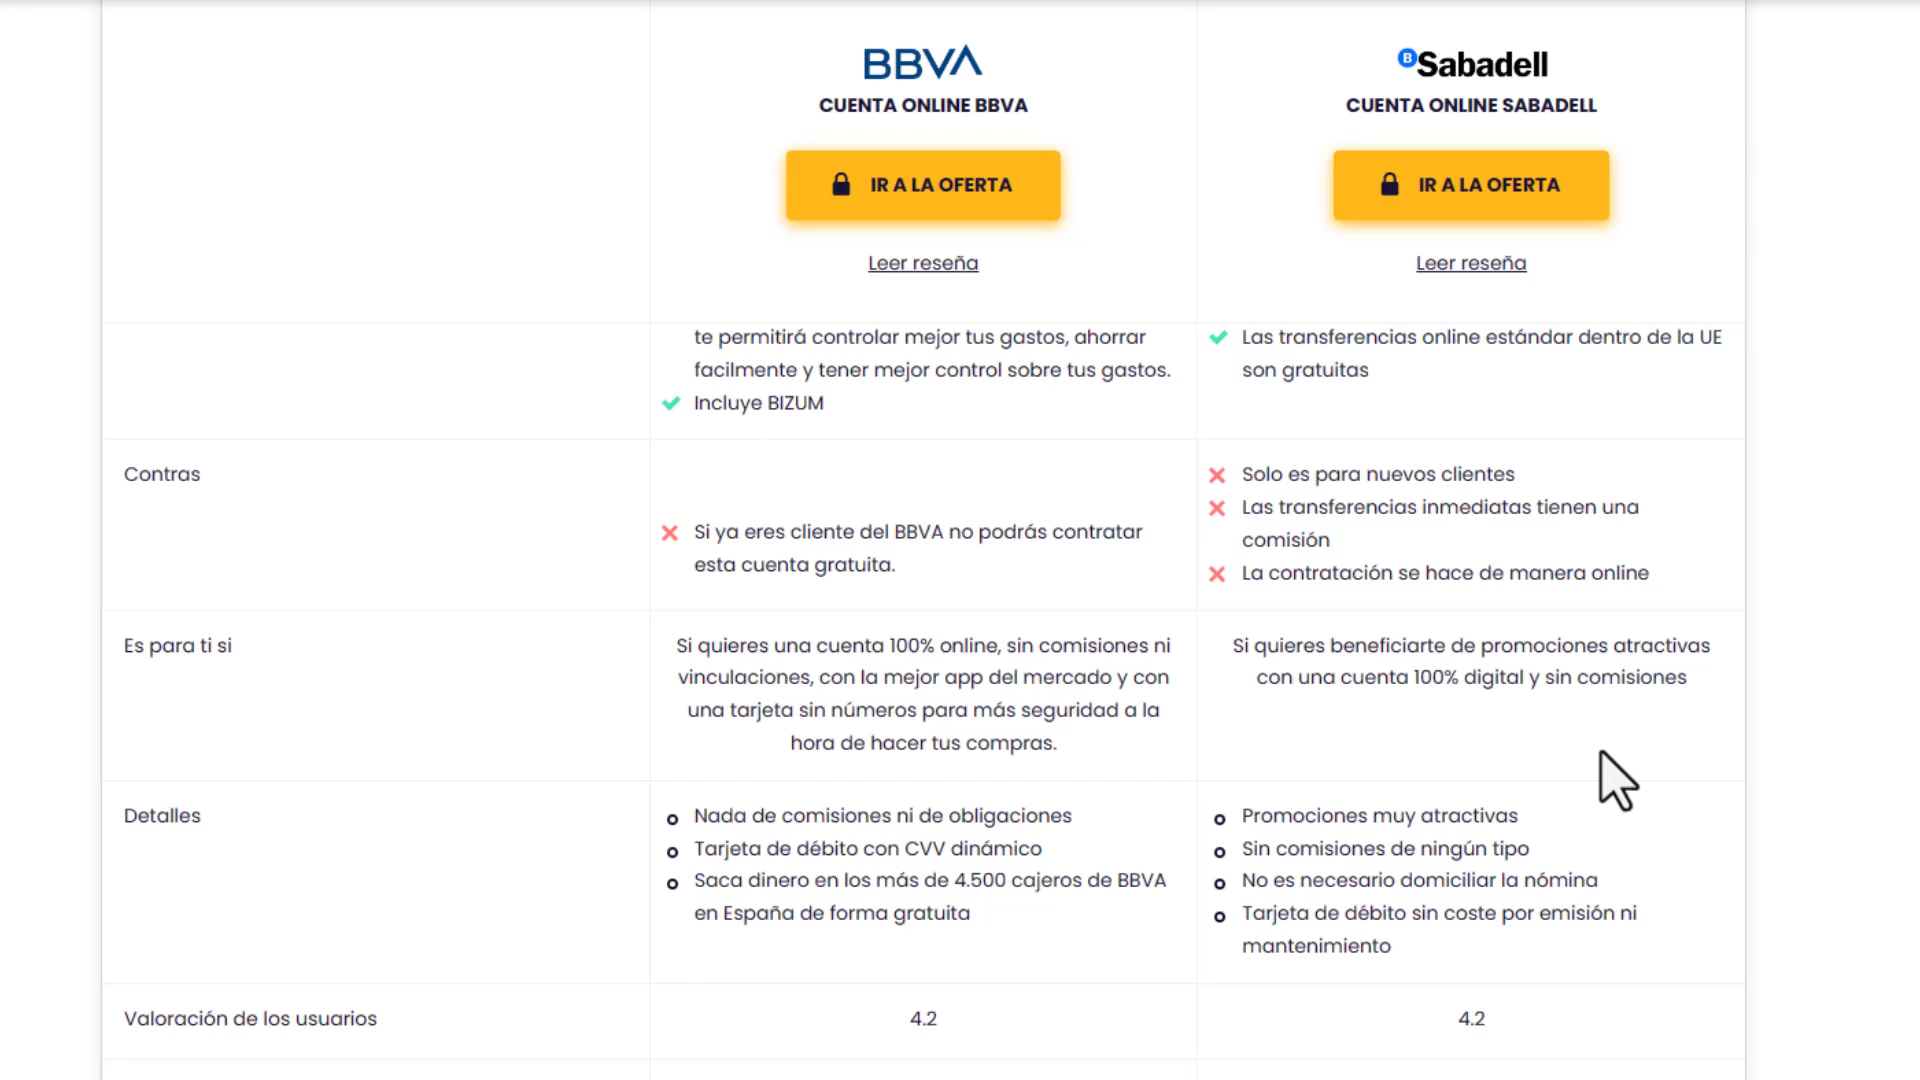 BBVA
CUENTA ONLINE BBVA
IR A LA OFERTA
Leer reseña
B Sabadell
CUENTA ONLINE SABADELL
IR A LA OFERTA
Leer reseña
te permitirá controlar mejor tus gastos, ahorrar
facilmente y tener mejor control sobre tus gastos.
Incluye BIZUM
Las transferencias online estándar dentro de la UE
son gratuitas
Contras
Si ya eres cliente del BBVA no podrás contratar
esta cuenta gratuita.
Solo es para nuevos clientes
Las transferencias inmediatas tienen una
comisión
La contratación se hace de manera online
Es para ti si
Si quieres una cuenta 100% online, sin comisiones ni
vinculaciones, con la mejor app del mercado y con
una tarjeta sin números para más seguridad a la
hora de hacer tus compras.
Si quieres beneficiarte de promociones atractivas
con una cuenta 100% digital y sin comisiones
Detalles
Nada de comisiones ni de obligaciones
Tarjeta de débito con CVV dinámico
Saca dinero en los más de 4.500 cajeros de BBVA
en España de forma gratuita
Promociones muy atractivas
Sin comisiones de ningún tipo
No es necesario domiciliar la nómina
Tarjeta de débito sin coste por emisión ni
mantenimiento
Valoración de los usuarios
4.2
4.2